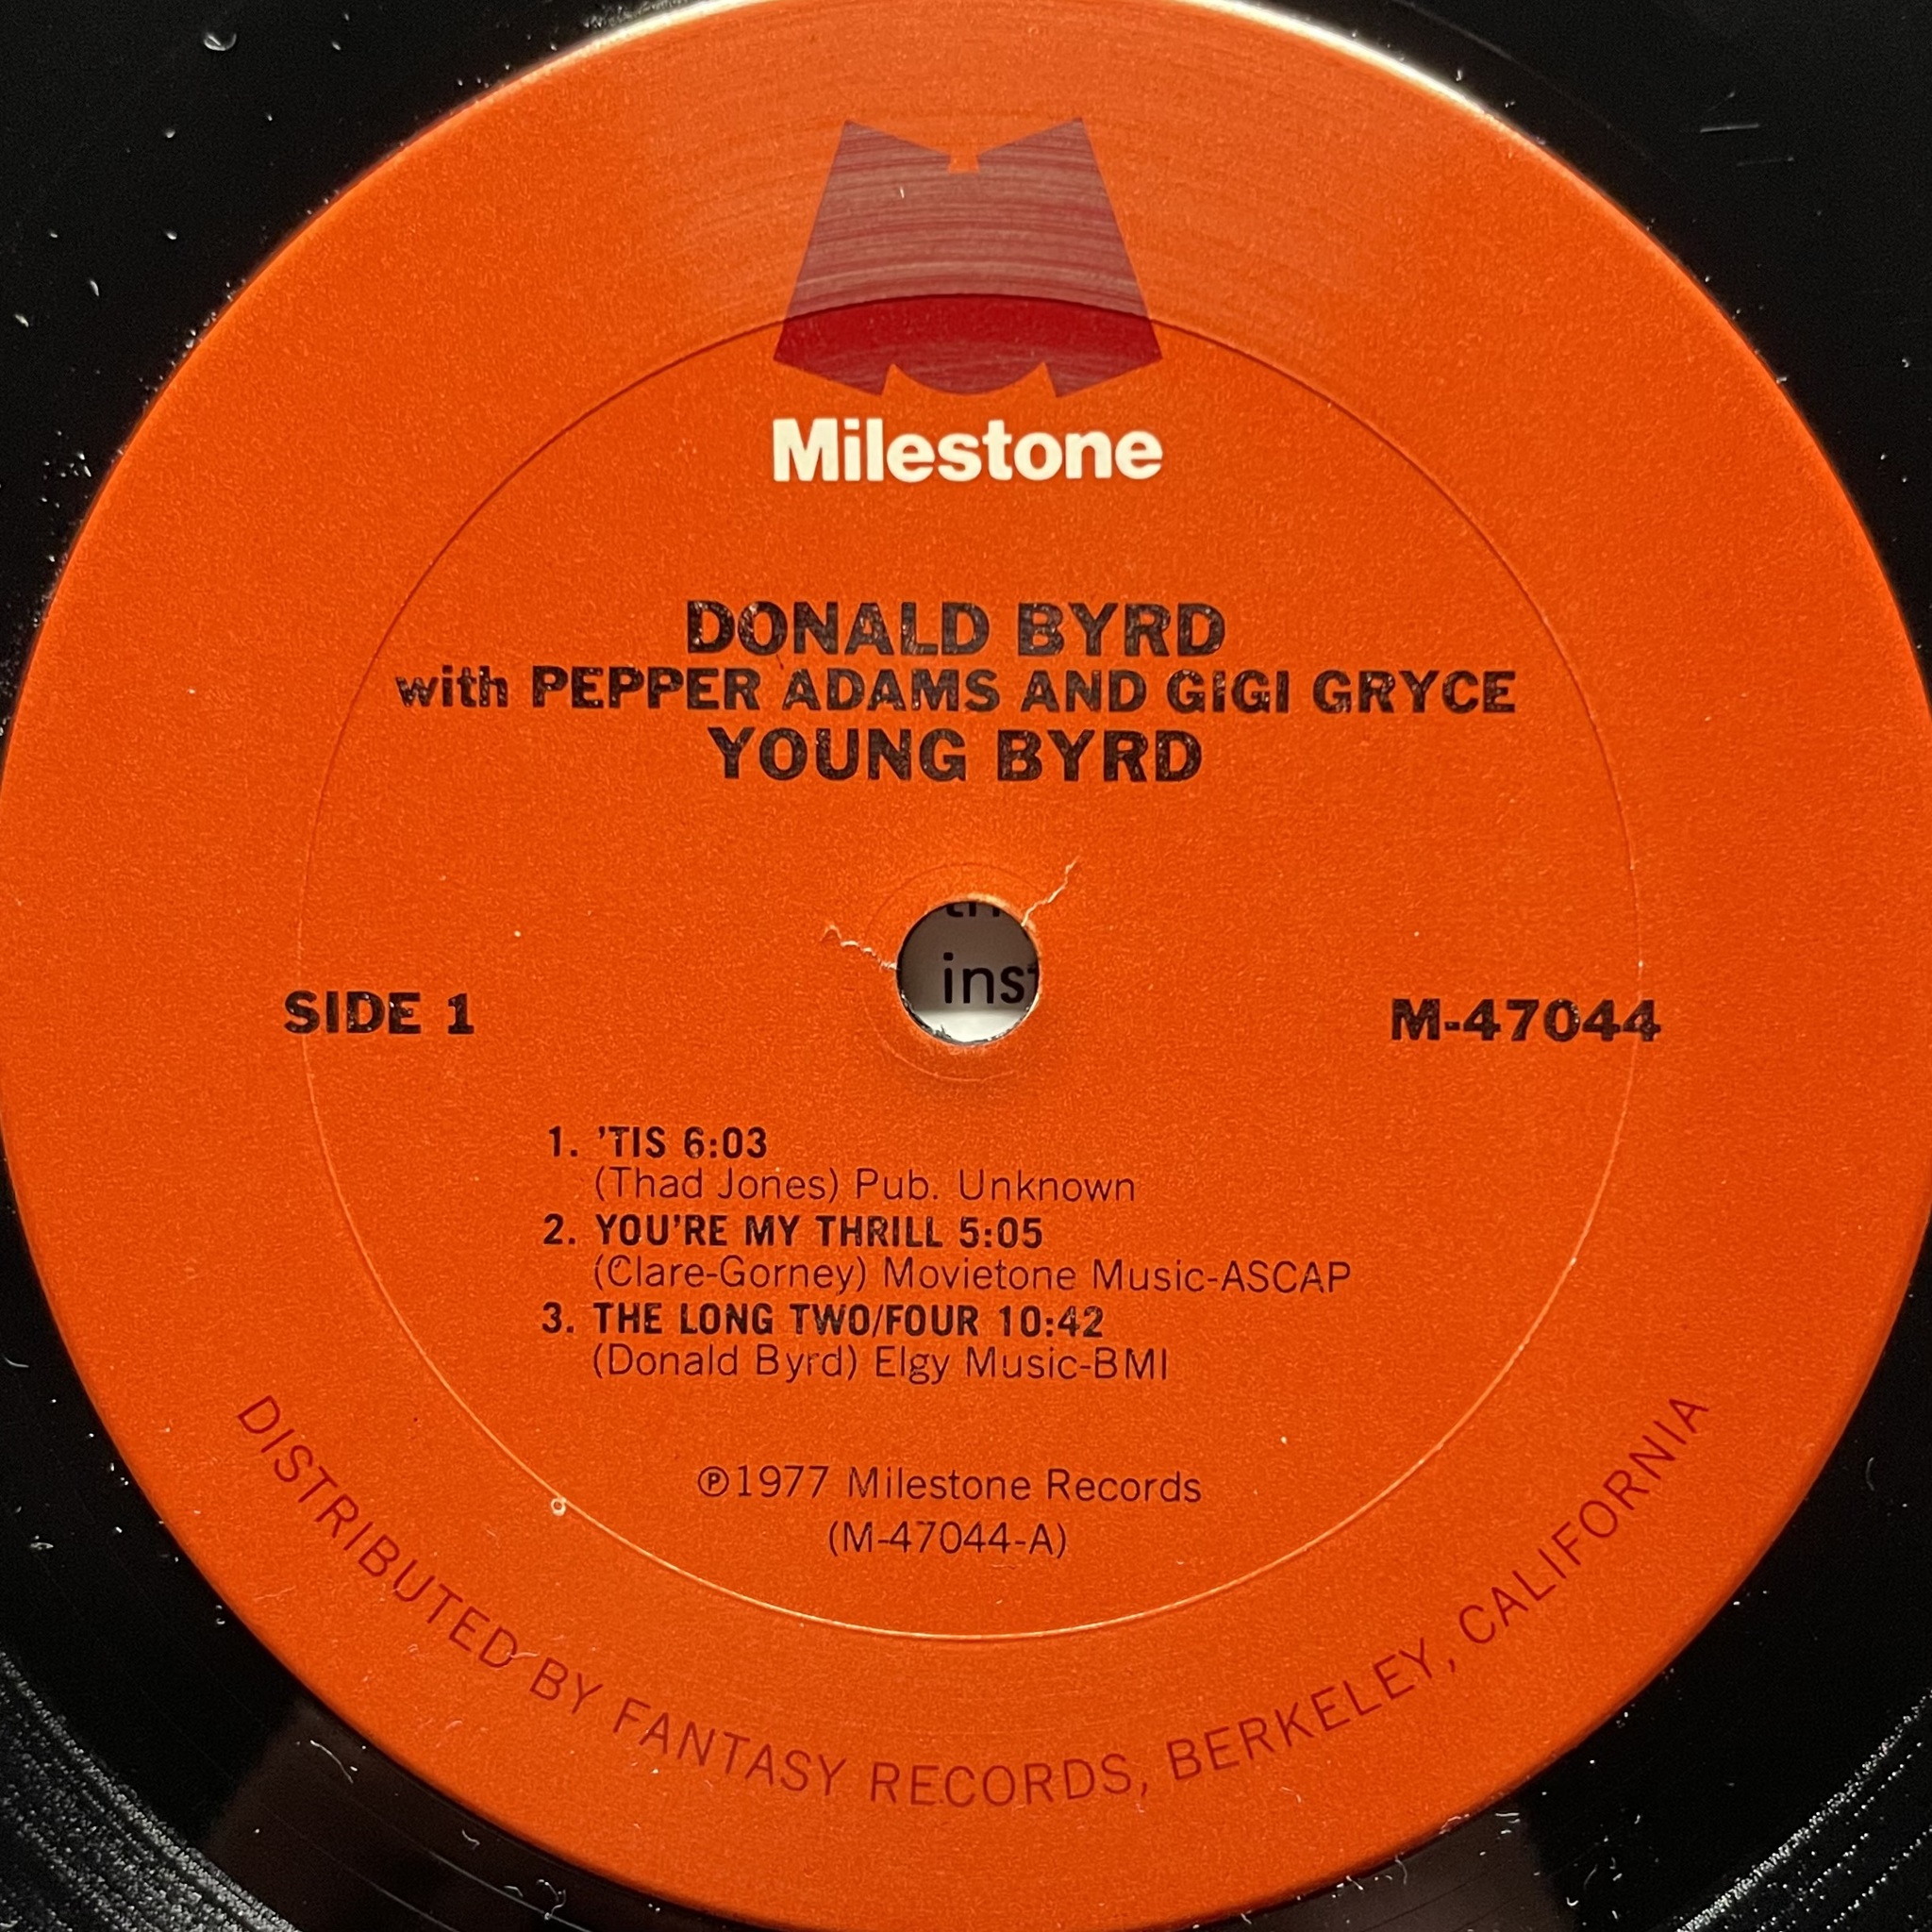 Milestone
DONALD BYRD
with PEPPER ADAMS AND GIGI GRYCE
YOUNG BYRD
SIDE 1
M-47044
1. 'TIS 6:03
(Thad Jones) Pub. Unknown
2. YOU'RE MY THRILL 5:05
(Clare-Gorney) Movietone Music-ASCAP
3. THE LONG TWO/FOUR 10:42
(Donald Byrd) Elgy Music-BMI
℗1977 Milestone Records
(M-47044-A)
DISTRIBUTED BY FANTASY RECORDS, BERKELEY, CALIFORNIA